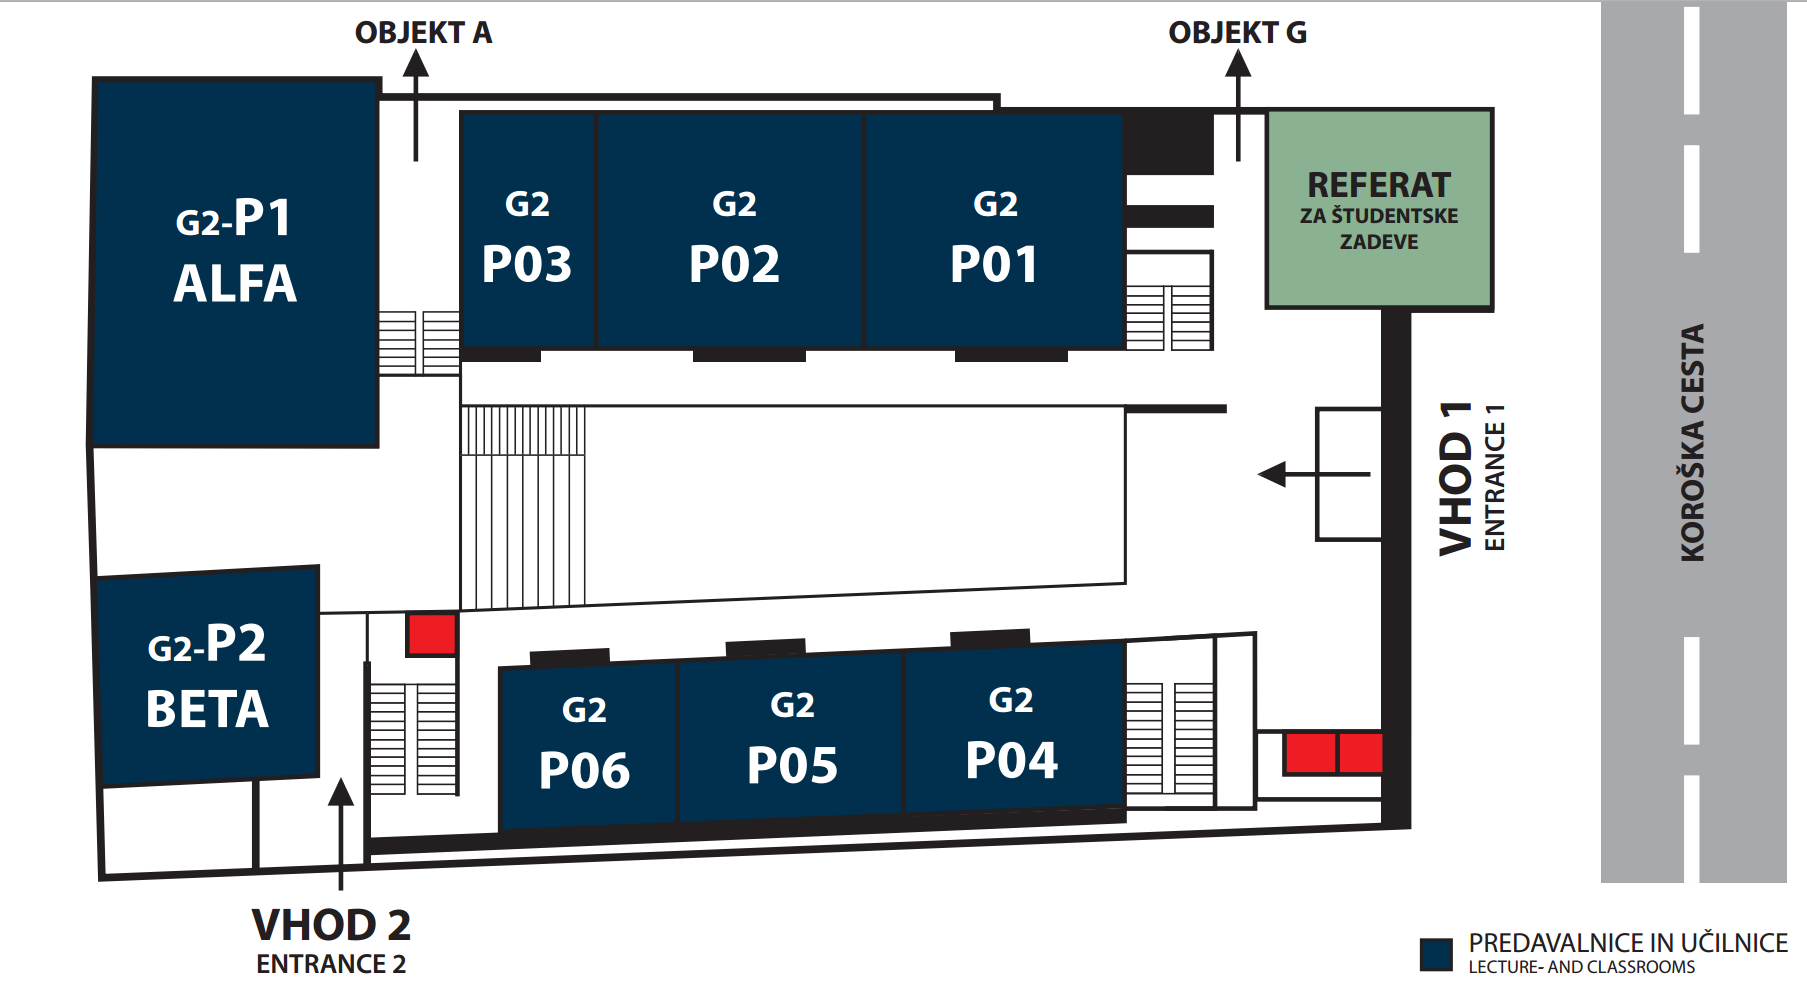 OBJEKT A
OBJEKT G
G2-P1
ALFA
G2
P03
G2
P02
G2
P01
REFERAT
ZA ŠTUDENTSKE
ZADEVE
VHOD 1
ENTRANCE 1
KOROŠKA CESTA
G2-P2
BETA
G2
P06
G2
P05
G2
P04
VHOD 2
ENTRANCE 2
PREDAVALNICE IN UČILNICE
LECTURE- AND CLASSROOMS